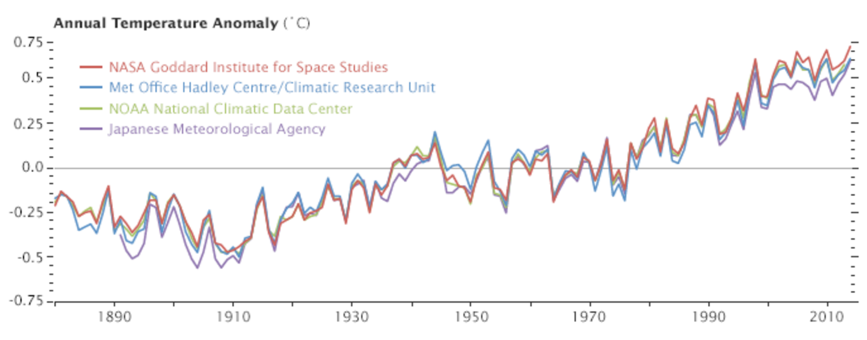 Annual Temperature Anomaly (˚C)
0.75
NASA Goddard Institute for Space Studies
0.5
Met Office Hadley Centre/Climatic Research Unit
NOAA National Climatic Data Center
0.25
Japanese Meteorological Agency
0.0
-0.25
-0.5
-0.75
1890 1910 1930 1950 1970 1990 2010